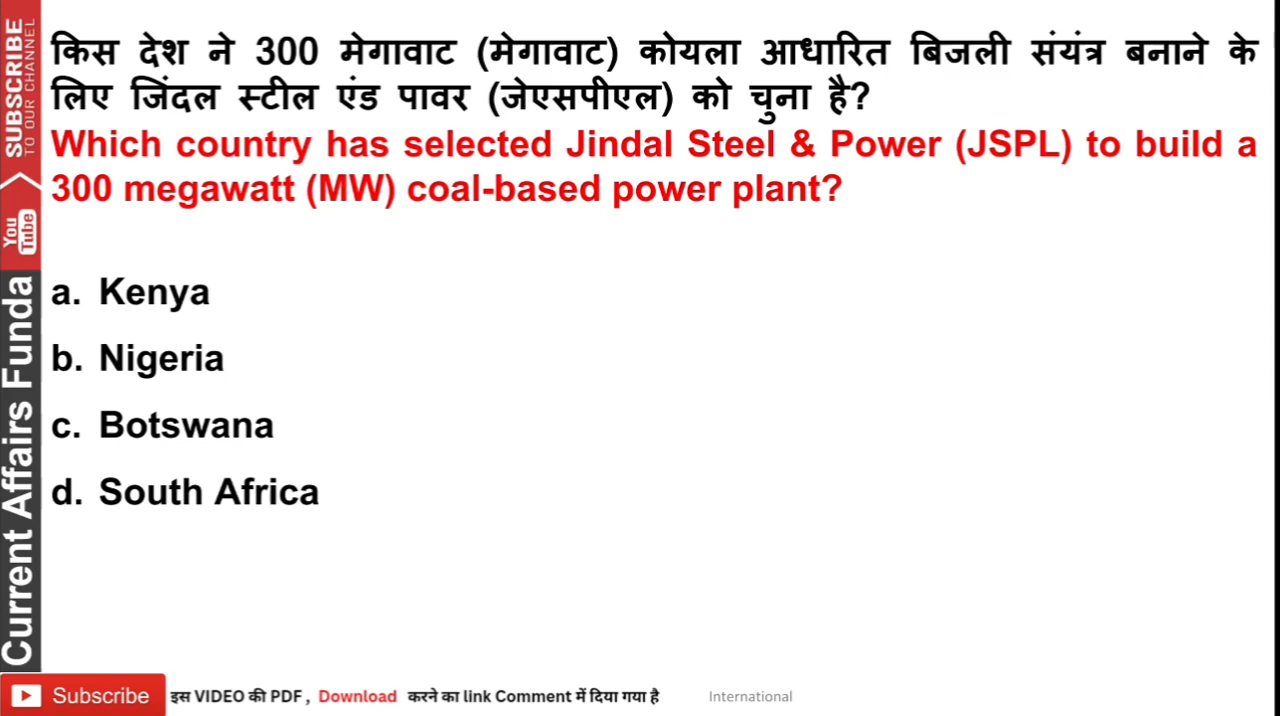 किस देश ने 300 मेगावाट (मेगावाट) कोयला आधारित बिजली संयंत्र बनाने के
लिए जिंदल स्टील एंड पावर (जेएसपीएल) को चुना है?
Which country has selected Jindal Steel & Power (JSPL) to build a
300 megawatt (MW) coal-based power plant?
a. Kenya
b. Nigeria
c. Botswana
d. South Africa
SUBSCRIBE
TO OUR CHANNEL
You
Tube
Current Affairs Funda
Subscribe इस VIDEO की PDF , Download करने का link Comment में दिया गया है International